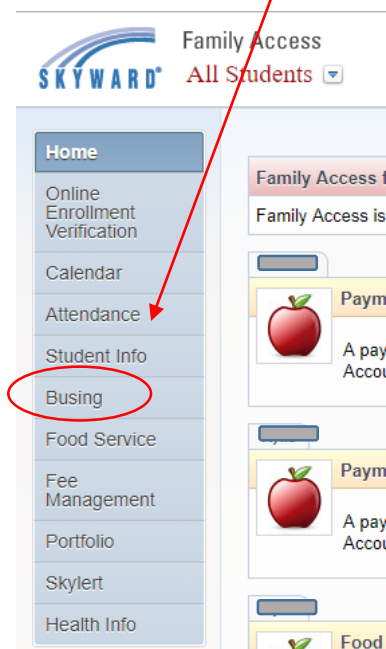 Family Access
SKYWARD
All Students
Home
Online
Enrollment
Verification
Calendar
Attendance
Student Info
Busing
Food Service
Fee
Management
Portfolio
Skylert
Health Info
Family Access f
Family Access is
Paym
A pay
Accou
Paym
A pay
Accou
Food